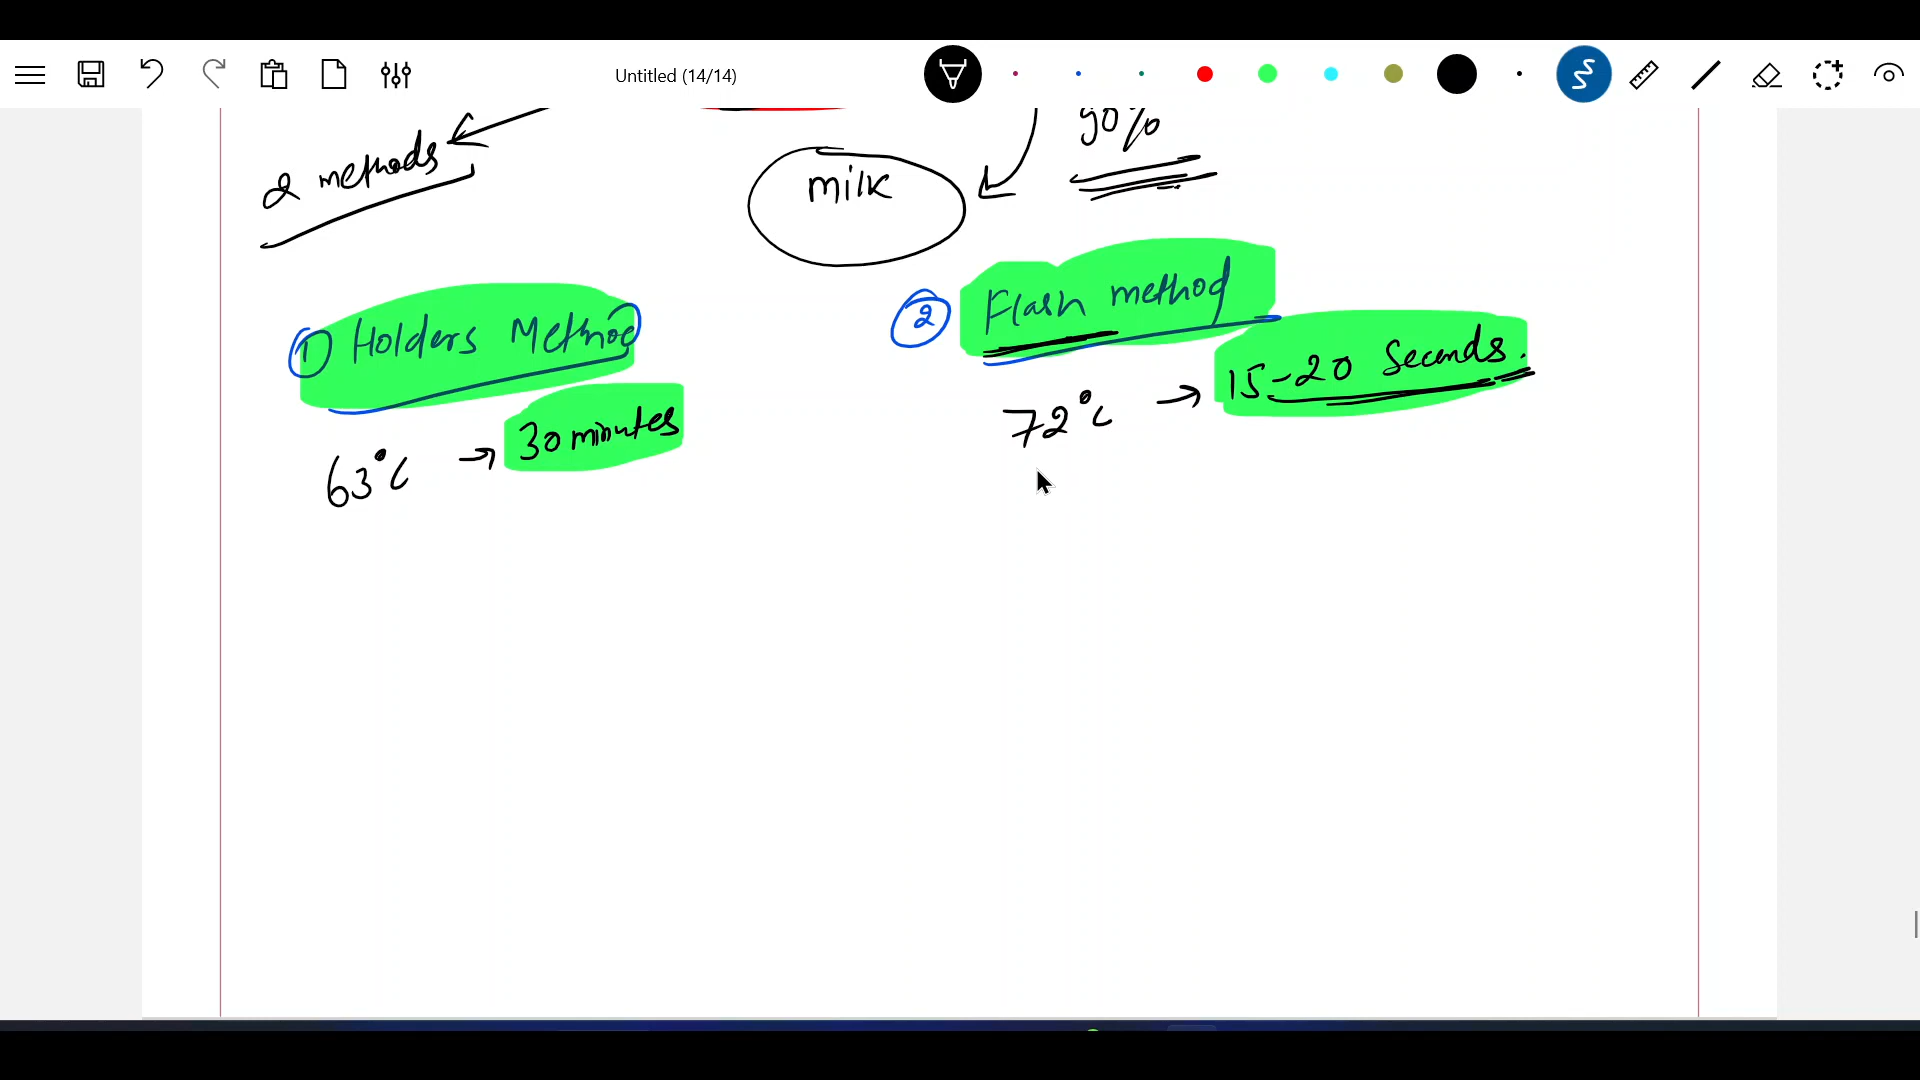 Untitled (14/14)
90%
2 methods
milk
① Holders Method
② Flash method
63°C → 30 minutes
72°C → 15-20 Seconds.